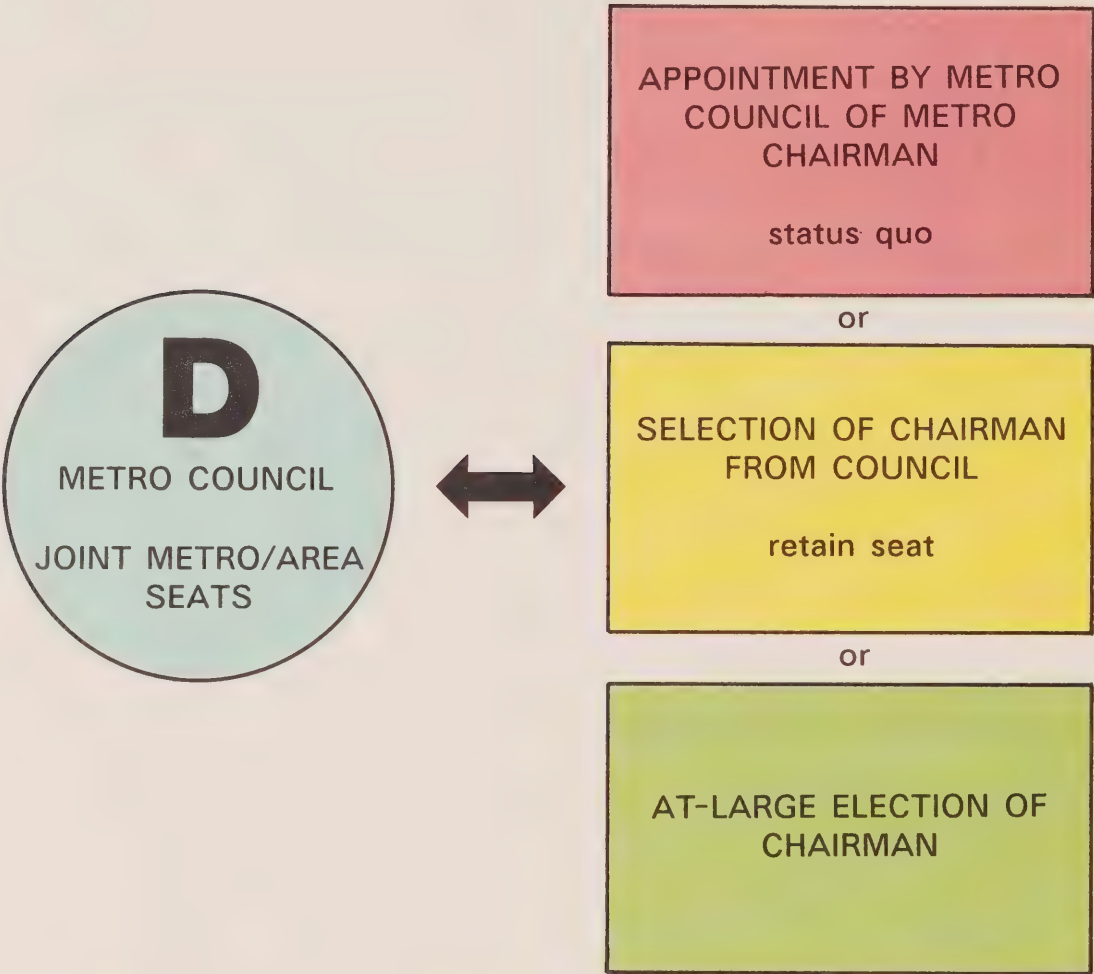 D
METRO COUNCIL
JOINT METRO/AREA
SEATS
APPOINTMENT BY METRO
COUNCIL OF METRO
CHAIRMAN
status quo
or
SELECTION OF CHAIRMAN
FROM COUNCIL
retain seat
or
AT-LARGE ELECTION OF
CHAIRMAN